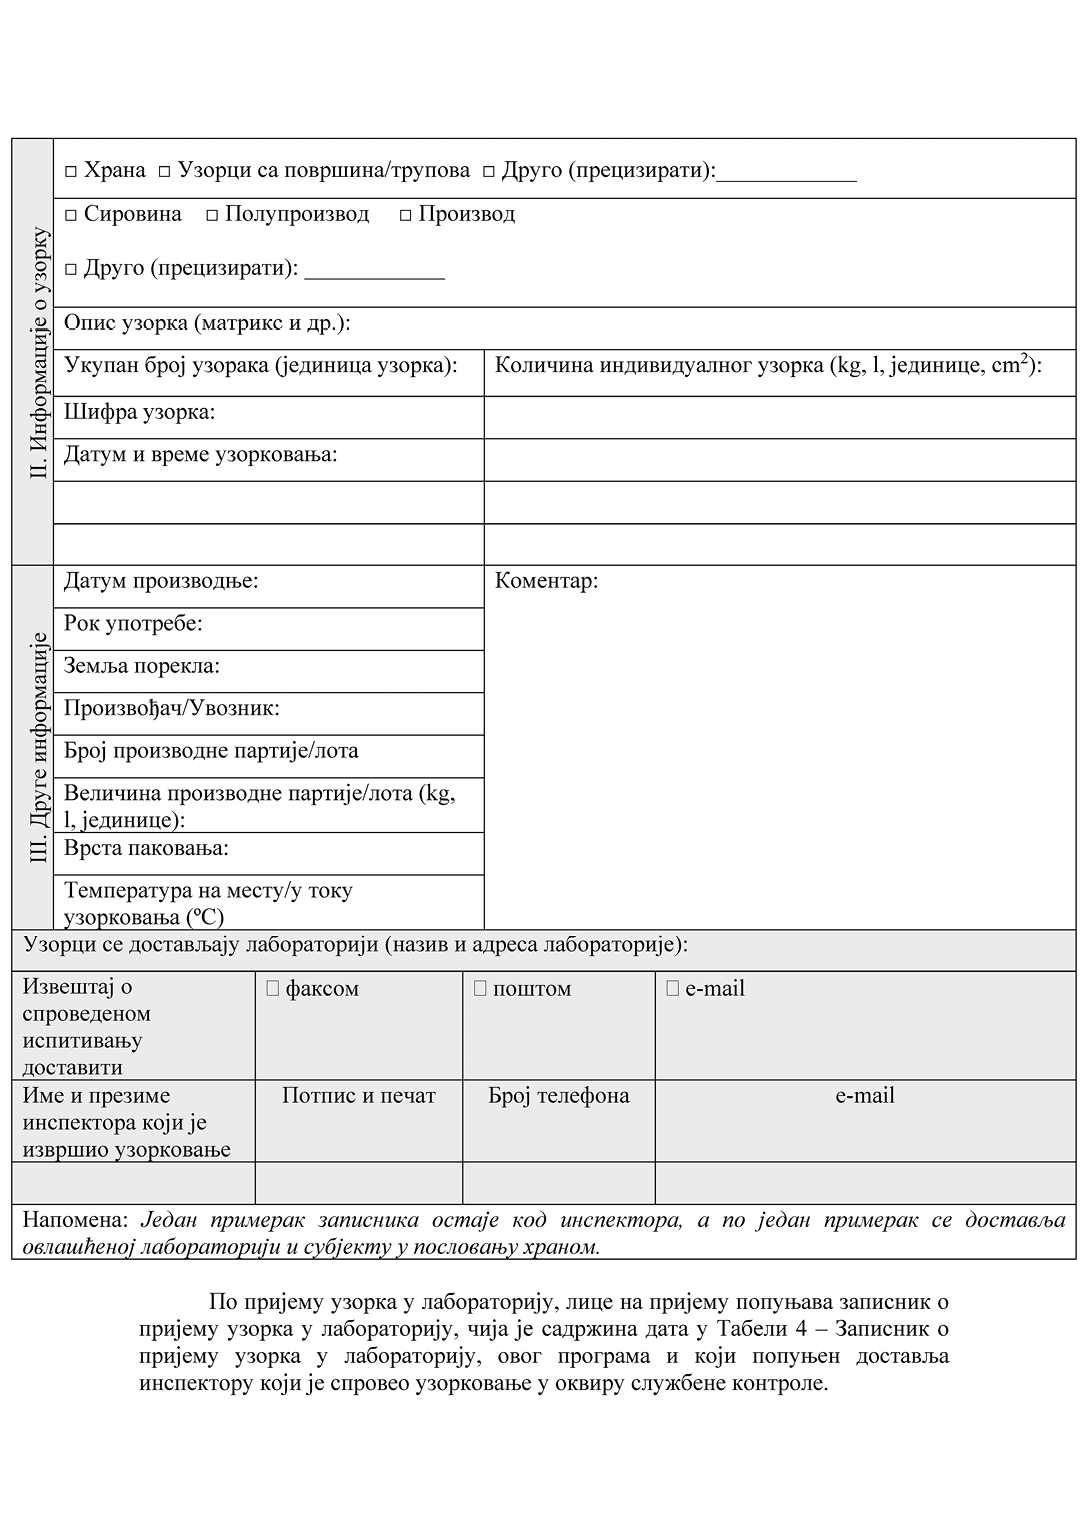 II. Информације о узорку
□ Храна □ Узорци са површина/трупова □ Друго (прецизирати):____________
□ Сировина □ Полупроизвод □ Производ
□ Друго (прецизирати): ____________
Опис узорка (матрикс и др.):
Укупан број узорака (јединица узорка):
Количина индивидуалног узорка (kg, l, јединице, cm²):
Шифра узорка:
Датум и време узорковања:
III. Друге информације
Датум производње:
Коментар:
Рок употребе:
Земља порекла:
Произвођач/Увозник:
Број производне партије/лота
Величина производне партије/лота (kg,
l, јединице):
Врста паковања:
Температура на месту/у току
узорковања (ºС)
Узорци се достављају лабораторији (назив и адреса лабораторије):
Извештај о
спроведеном
испитивању
доставити
□ факсом
□ поштом
□ e-mail
Име и презиме
инспектора који је
извршио узорковање
Потпис и печат
Број телефона
e-mail
Напомена: Један примерак записника остаје код инспектора, а по један примерак се доставља
овлашћеној лабораторији и субјекту у пословању храном.
По пријему узорка у лабораторију, лице на пријему попуњава записник о
пријему узорка у лабораторију, чија је садржина дата у Табели 4 – Записник о
пријему узорка у лабораторију, овог програма и који попуњен доставља
инспектору који је спровео узорковање у оквиру службене контроле.